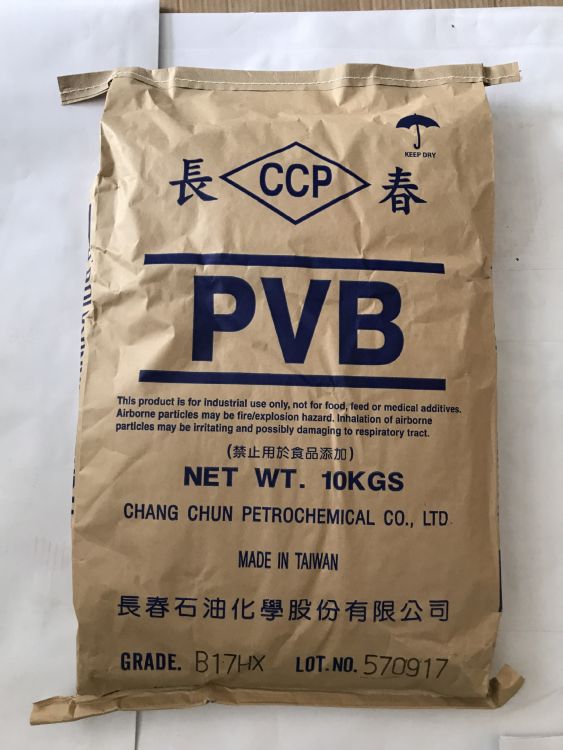 KEEP DRY
長 CCP 春
PVB
This product is for industrial use only, not for food, feed or medical additives.
Airborne particles may be fire/explosion hazard. Inhalation of airborne
particles may be irritating and possibly damaging to respiratory tract.
(禁止用於食品添加)
NET WT. 10KGS
CHANG CHUN PETROCHEMICAL CO., LTD.
MADE IN TAIWAN
長春石油化學股份有限公司
GRADE. B17HX LOT.NO. 570917